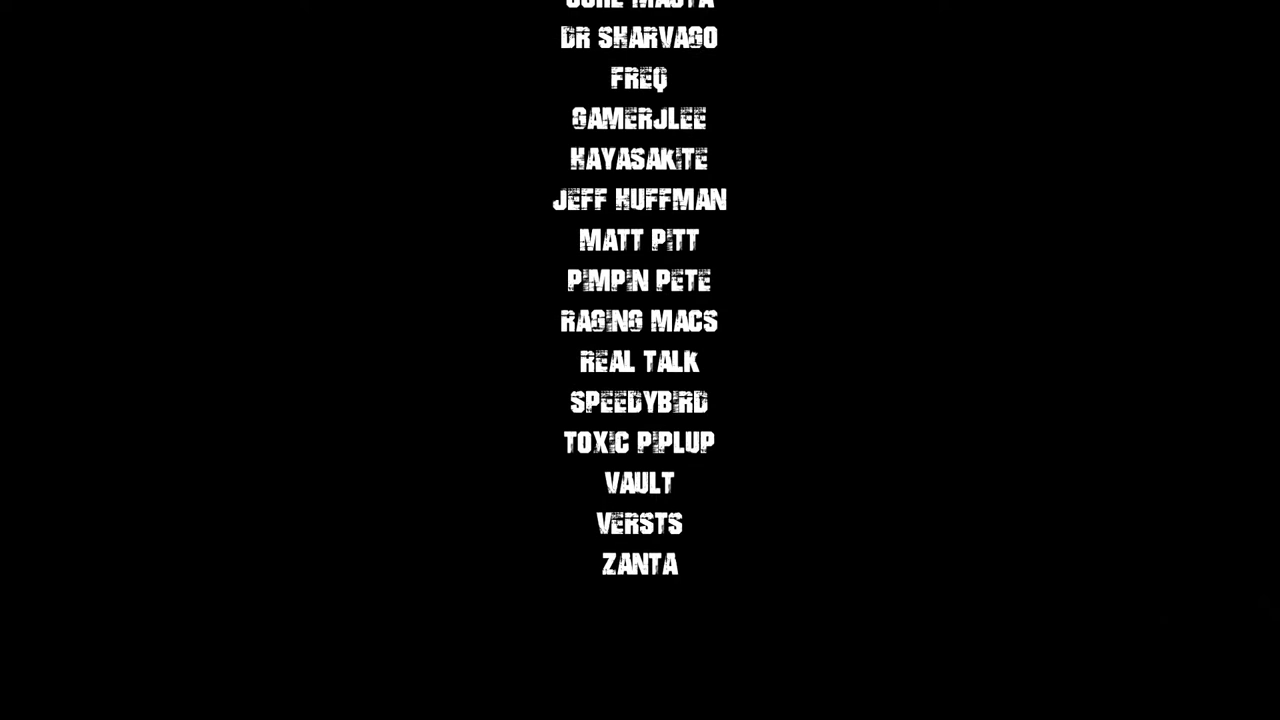 DR SHARVAGO
FREQ
GAMERJLEE
HAYASAKITE
JEFF HUFFMAN
MATT PITT
PIMPIN PETE
RAGING MACS
REAL TALK
SPEEDYBIRD
TOXIC PIPLUP
VAULT
VERSTS
ZANTA